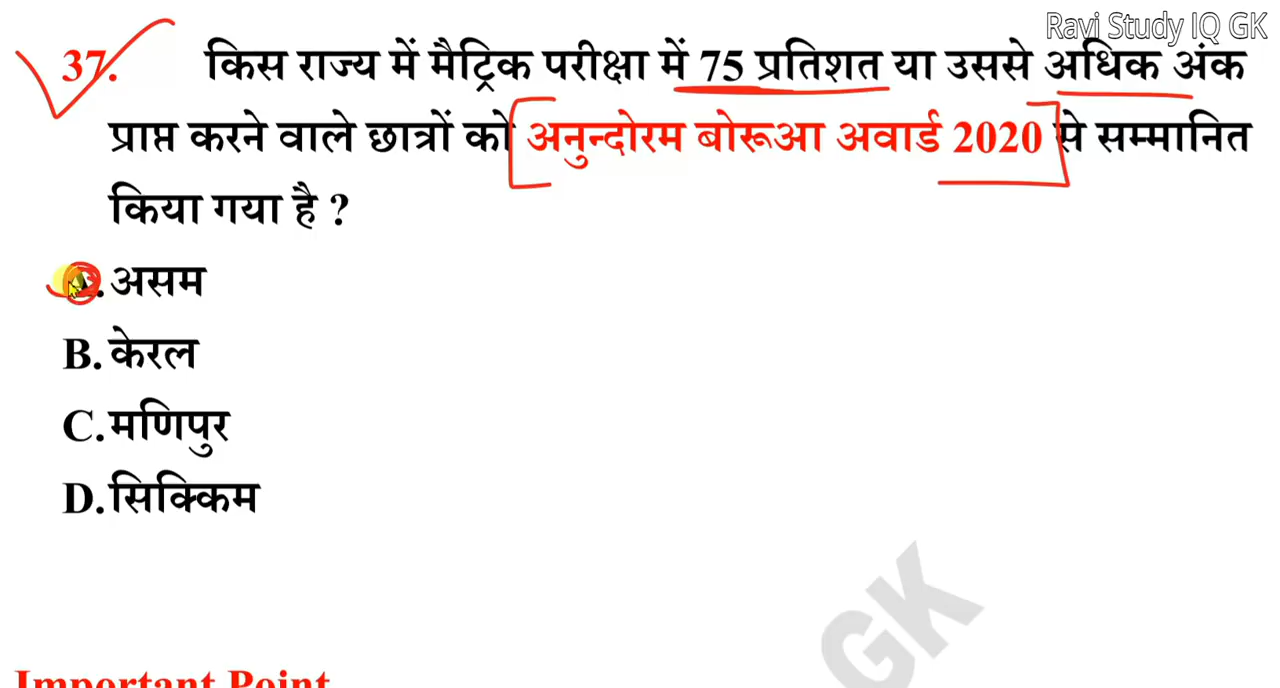 Ravi Study IQ GK
37. किस राज्य में मैट्रिक परीक्षा में 75 प्रतिशत या उससे अधिक अंक
प्राप्त करने वाले छात्रों को अनुन्दोरम बोरूआ अवार्ड 2020 से सम्मानित
किया गया है ?
असम
B. केरल
C. मणिपुर
D. सिक्किम
GK
Important Point